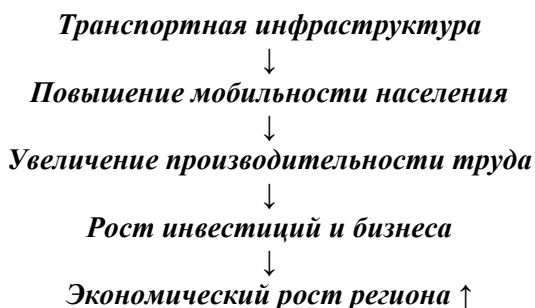 Транспортная инфраструктура
↓
Повышение мобильности населения
↓
Увеличение производительности труда
↓
Рост инвестиций и бизнеса
↓
Экономический рост региона ↑